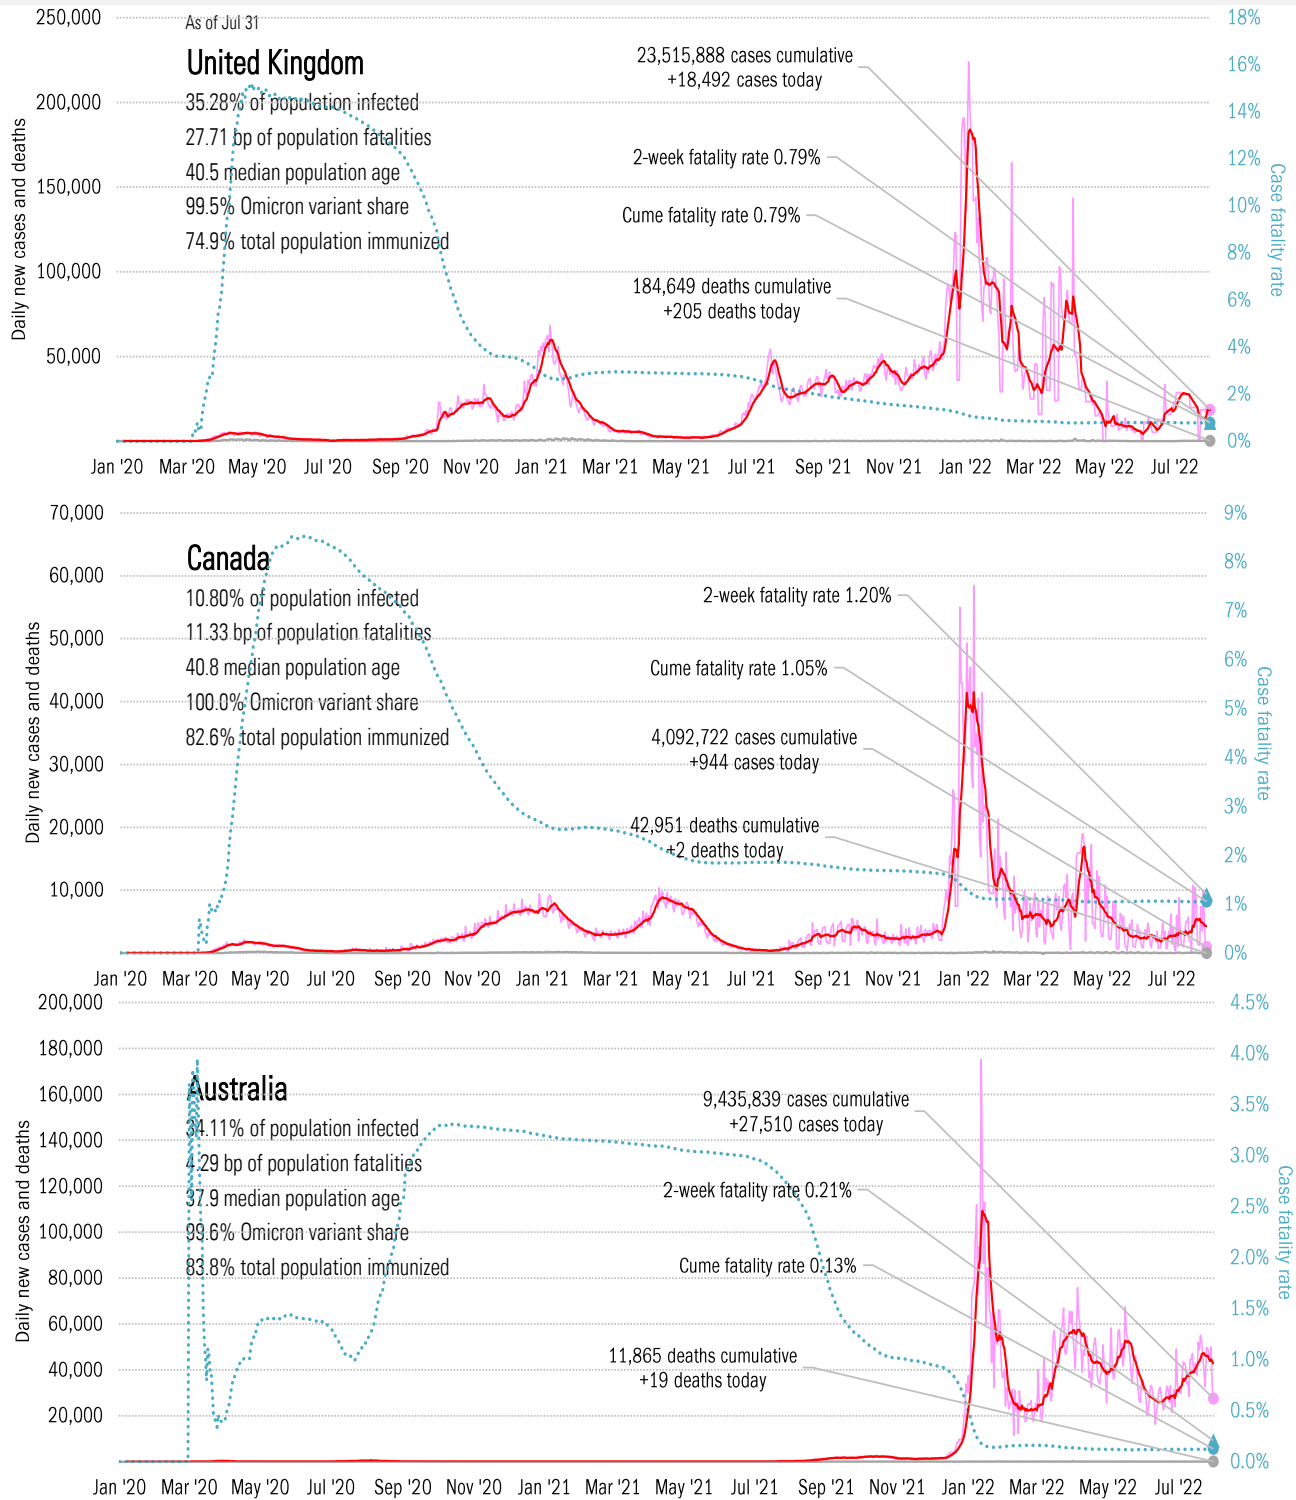 As of Jul 31
United Kingdom
35.28% of population infected
27.71 bp of population fatalities
40.5 median population age
99.5% Omicron variant share
74.9% total population immunized
23,515,888 cases cumulative
+18,492 cases today
2-week fatality rate 0.79%
Cume fatality rate 0.79%
184,649 deaths cumulative
+205 deaths today
Daily new cases and deaths
250,000
200,000
150,000
100,000
50,000
18%
16%
14%
12%
10%
8%
6%
4%
2%
0%
Case fatality rate
Jan '20 Mar '20 May '20 Jul '20 Sep '20 Nov '20 Jan '21 Mar '21 May '21 Jul '21 Sep '21 Nov '21 Jan '22 Mar '22 May '22 Jul '22
Canada
10.80% of population infected
11.33 bp of population fatalities
40.8 median population age
100.0% Omicron variant share
82.6% total population immunized
2-week fatality rate 1.20%
Cume fatality rate 1.05%
4,092,722 cases cumulative
+944 cases today
42,951 deaths cumulative
+2 deaths today
Daily new cases and deaths
70,000
60,000
50,000
40,000
30,000
20,000
10,000
9%
8%
7%
6%
5%
4%
3%
2%
1%
0%
Case fatality rate
Jan '20 Mar '20 May '20 Jul '20 Sep '20 Nov '20 Jan '21 Mar '21 May '21 Jul '21 Sep '21 Nov '21 Jan '22 Mar '22 May '22 Jul '22
Australia
34.11% of population infected
4.29 bp of population fatalities
37.9 median population age
99.6% Omicron variant share
83.8% total population immunized
9,435,839 cases cumulative
+27,510 cases today
2-week fatality rate 0.21%
Cume fatality rate 0.13%
11,865 deaths cumulative
+19 deaths today
Daily new cases and deaths
200,000
180,000
160,000
140,000
120,000
100,000
80,000
60,000
40,000
20,000
4.5%
4.0%
3.5%
3.0%
2.5%
2.0%
1.5%
1.0%
0.5%
0.0%
Case fatality rate
Jan '20 Mar '20 May '20 Jul '20 Sep '20 Nov '20 Jan '21 Mar '21 May '21 Jul '21 Sep '21 Nov '21 Jan '22 Mar '22 May '22 Jul '22